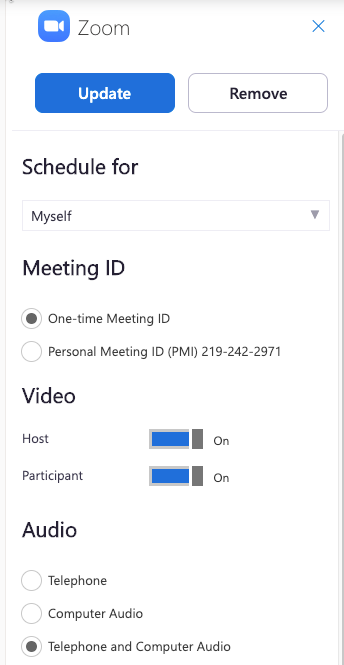 Zoom
Update
Remove
Schedule for
Myself
Meeting ID
One-time Meeting ID
Personal Meeting ID (PMI) 219-242-2971
Video
Host On
Participant On
Audio
Telephone
Computer Audio
Telephone and Computer Audio